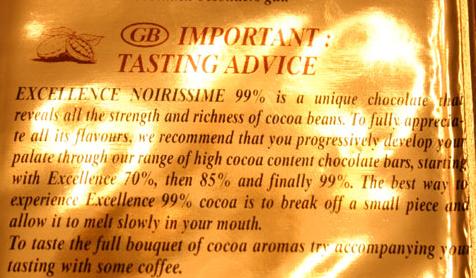 GB IMPORTANT :
TASTING ADVICE
EXCELLENCE NOIRISSIME 99% is a unique chocolate that
reveals all the strength and richness of cocoa beans. To fully apprecia-
te all its flavours, we recommend that you progressively develop your
palate through our range of high cocoa content chocolate bars, starting
with Excellence 70%, then 85% and finally 99%. The best way to
experience Excellence 99% cocoa is to break off a small piece and
allow it to melt slowly in your mouth.
To taste the full bouquet of cocoa aromas try accompanying your
tasting with some coffee.